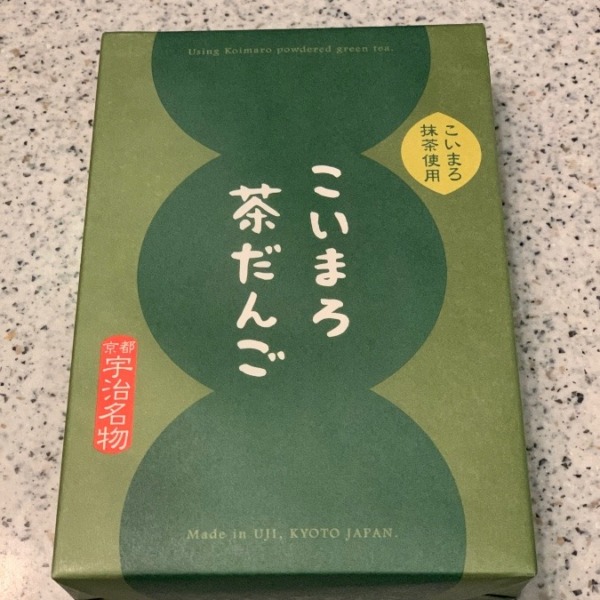 Using Koimaro powdered green tea.
こいまろ
抹茶使用
こいまろ
茶だんご
京都
宇治名物
Made in UJI, KYOTO JAPAN.